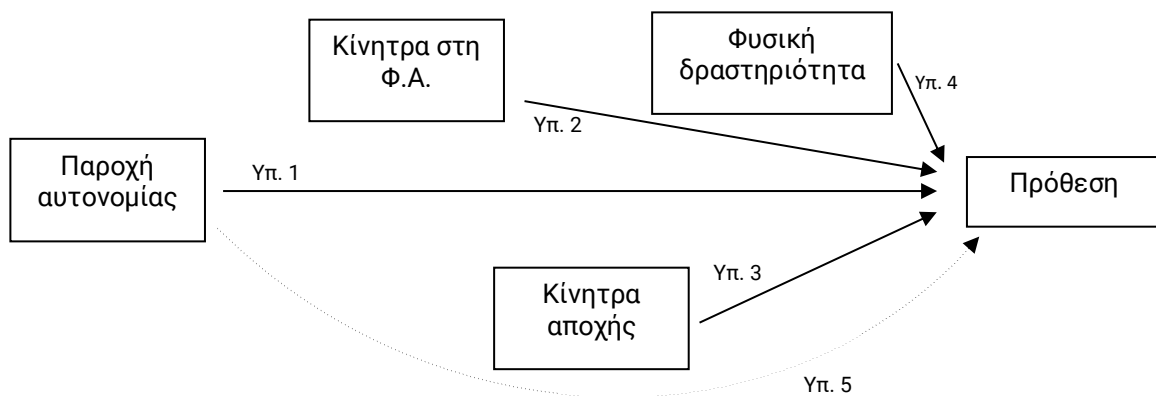 Κίνητρα στη
Φ.Α.
Φυσική
δραστηριότητα
Υπ. 4
Υπ. 2
Παροχή
αυτονομίας
Υπ. 1
Πρόθεση
Υπ. 3
Κίνητρα
αποχής
Υπ. 5